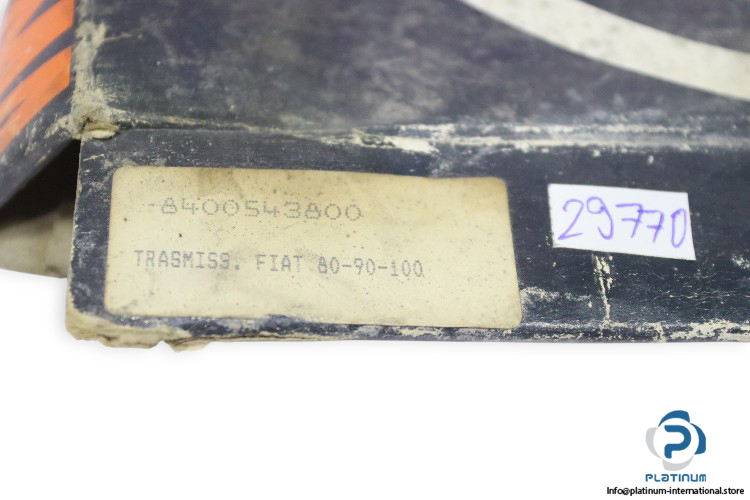 -8400543800
TRASMISS. FIAT 80-90-100
29770
PLATINUM
Info@platinum-international.store